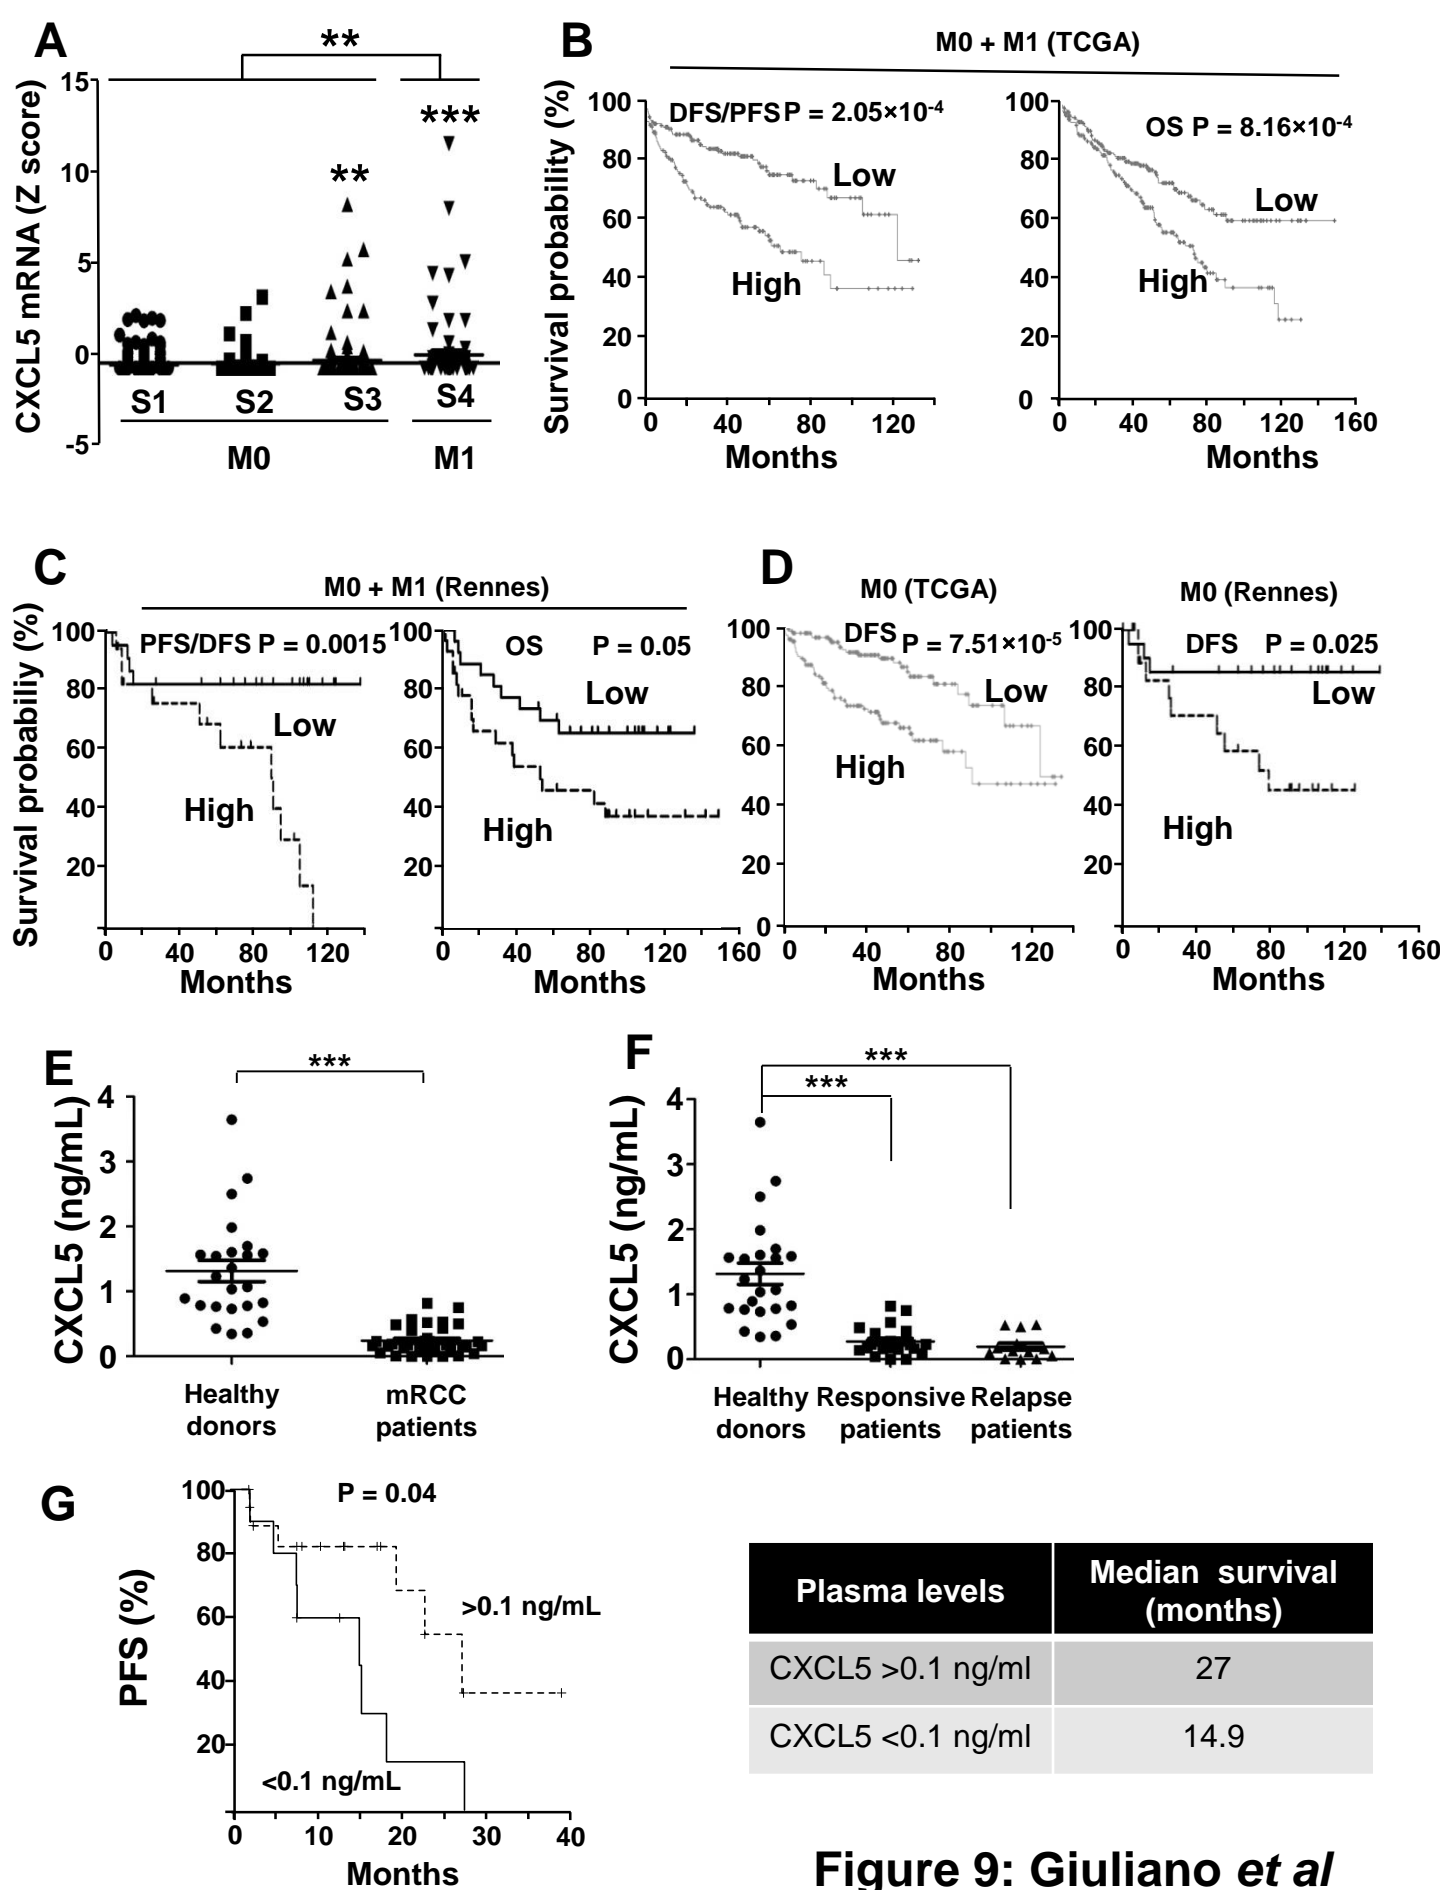 A
**
CXCL5 mRNA (Z score)
15
10
5
0
-5
***
**
S1 S2 S3 S4
M0 M1
B
M0 + M1 (TCGA)
Survival probability (%)
DFS/PFS P = 2.05×10-4
100
80
60
40
20
0
Low
High
0 40 80 120
Months
OS P = 8.16×10-4
100
80
60
40
20
0
Low
High
0 40 80 120 160
Months
C
M0 + M1 (Rennes)
Survival probabiliy (%)
PFS/DFS P = 0.0015
100
80
60
40
20
Low
High
0 40 80 120
Months
OS P = 0.05
100
80
60
40
20
Low
High
0 40 80 120 160
Months
D
M0 (TCGA)
DFS P = 7.51×10-5
100
80
60
40
20
0
Low
High
0 40 80 120
Months
M0 (Rennes)
DFS P = 0.025
100
80
60
40
20
Low
High
0 40 80 120 160
Months
E
***
CXCL5 (ng/mL)
4
3
2
1
0
Healthy donors
mRCC patients
F
***
***
CXCL5 (ng/mL)
4
3
2
1
0
Healthy donors
Responsive patients
Relapse patients
G
P = 0.04
PFS (%)
100
80
60
40
20
>0.1 ng/mL
<0.1 ng/mL
0 10 20 30 40
Months
Plasma levels
Median survival
(months)
CXCL5 >0.1 ng/ml 27
CXCL5 <0.1 ng/ml 14.9
Figure 9: Giuliano et al